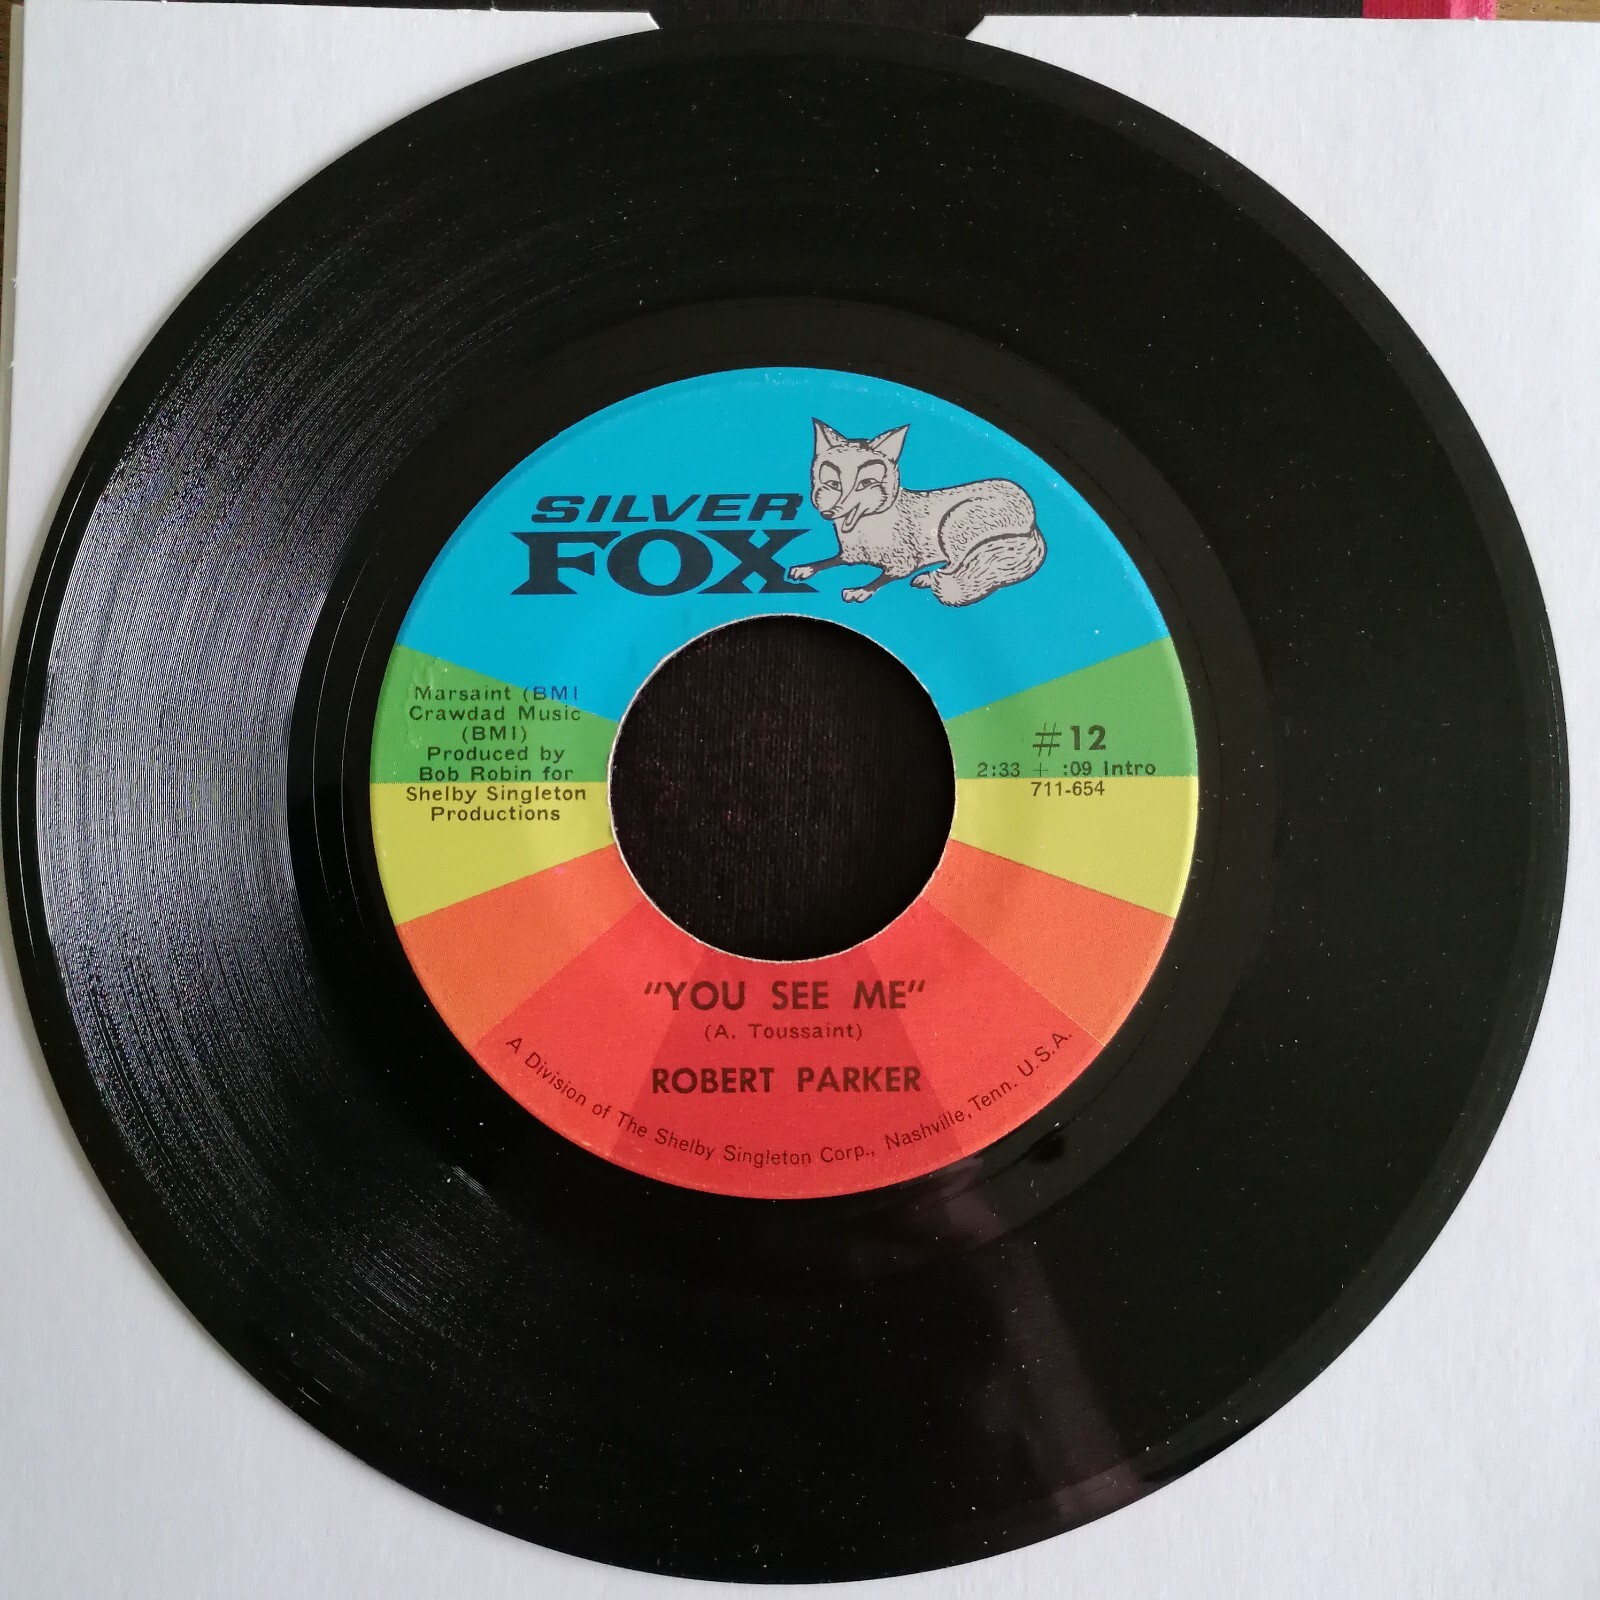 SILVER
FOX
Marsaint (BMI
Crawdad Music
(BMI)
Produced by
Bob Robin for
Shelby Singleton
Productions
#12
2:33 + :09 Intro
711-654
"YOU SEE ME"
(A. Toussaint)
ROBERT PARKER
A Division of The Shelby Singleton Corp., Nashville, Tenn. U.S.A.